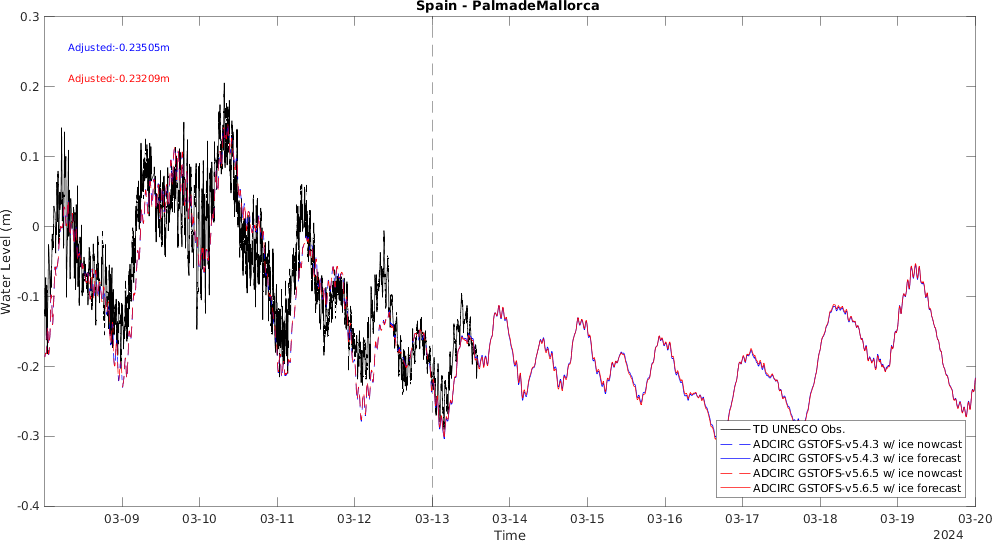 Spain - PalmadeMallorca
0.3
0.2
0.1
0
-0.1
-0.2
-0.3
-0.4
Water Level (m)
Adjusted:-0.23505m
Adjusted:-0.23209m
TD UNESCO Obs.
ADCIRC GSTOFS-v5.4.3 w/ ice nowcast
ADCIRC GSTOFS-v5.4.3 w/ ice forecast
ADCIRC GSTOFS-v5.6.5 w/ ice nowcast
ADCIRC GSTOFS-v5.6.5 w/ ice forecast
03-09 03-10 03-11 03-12 03-13 03-14 03-15 03-16 03-17 03-18 03-19 03-20
Time
2024